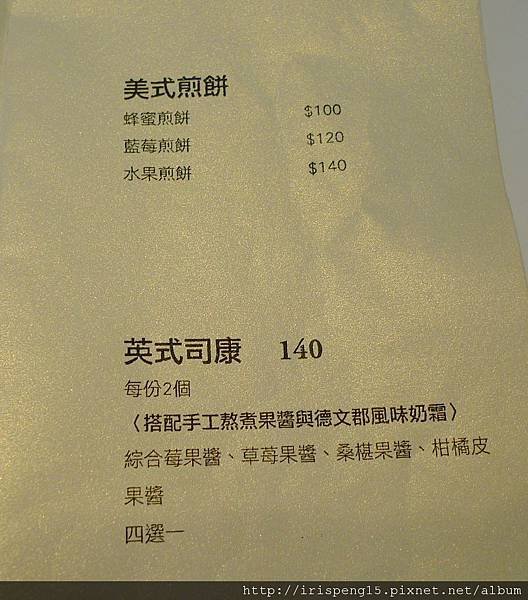 美式煎餅
蜂蜜煎餅 $100
藍莓煎餅 $120
水果煎餅 $140
英式司康 140
每份2個
〈搭配手工熬煮果醬與德文郡風味奶霜〉
綜合莓果醬、草莓果醬、桑椹果醬、柑橘皮
果醬
四選一
http://irispeng15.pixnet.net/album